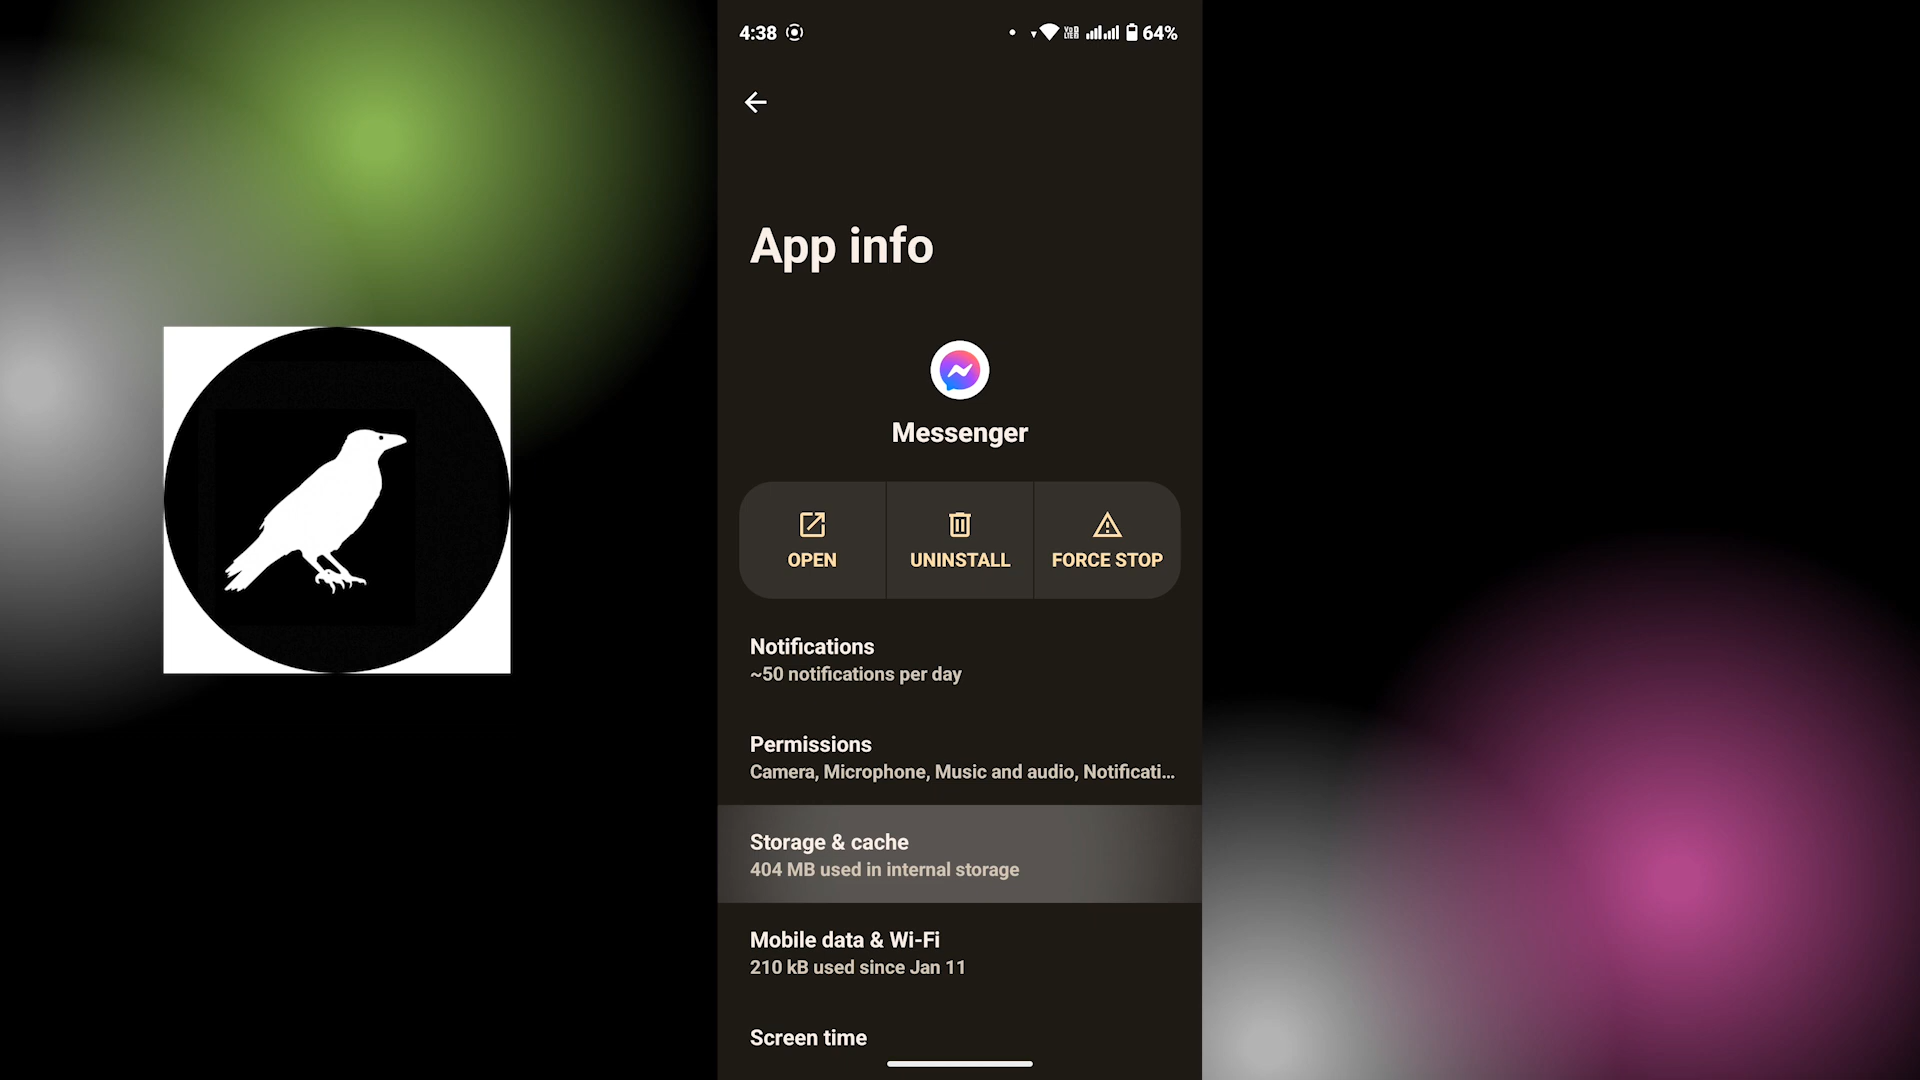 4:38 64%
App info
Messenger
OPEN UNINSTALL FORCE STOP
Notifications
~50 notifications per day
Permissions
Camera, Microphone, Music and audio, Notificati...
Storage & cache
404 MB used in internal storage
Mobile data & Wi-Fi
210 kB used since Jan 11
Screen time